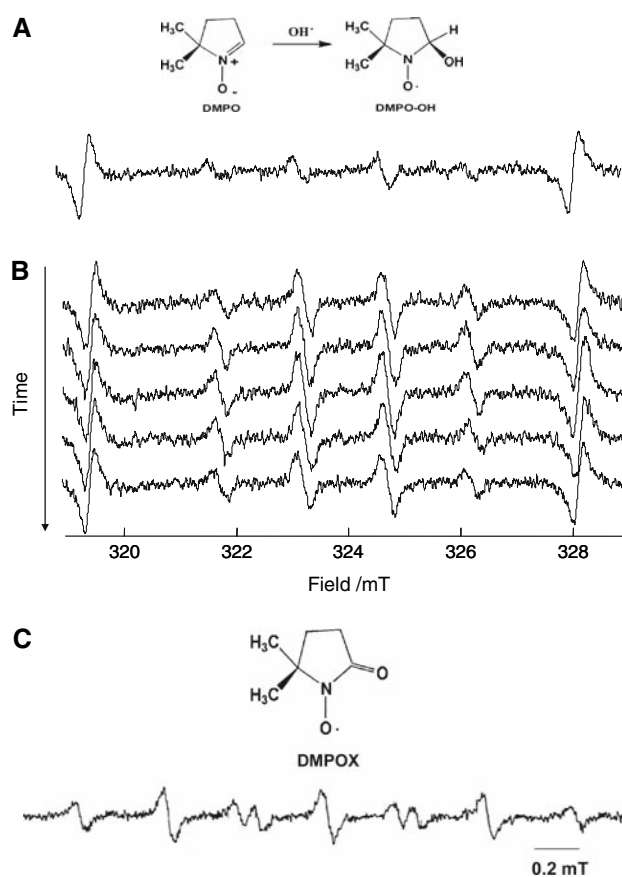 A
H₃C
H₃C
N
+
O
-
DMPO
OH·
H₃C
H₃C
N
H
OH
O·
DMPO-OH
B
Time
320 322 324 326 328
Field /mT
C
H₃C
H₃C
N
O
O·
DMPOX
0.2 mT